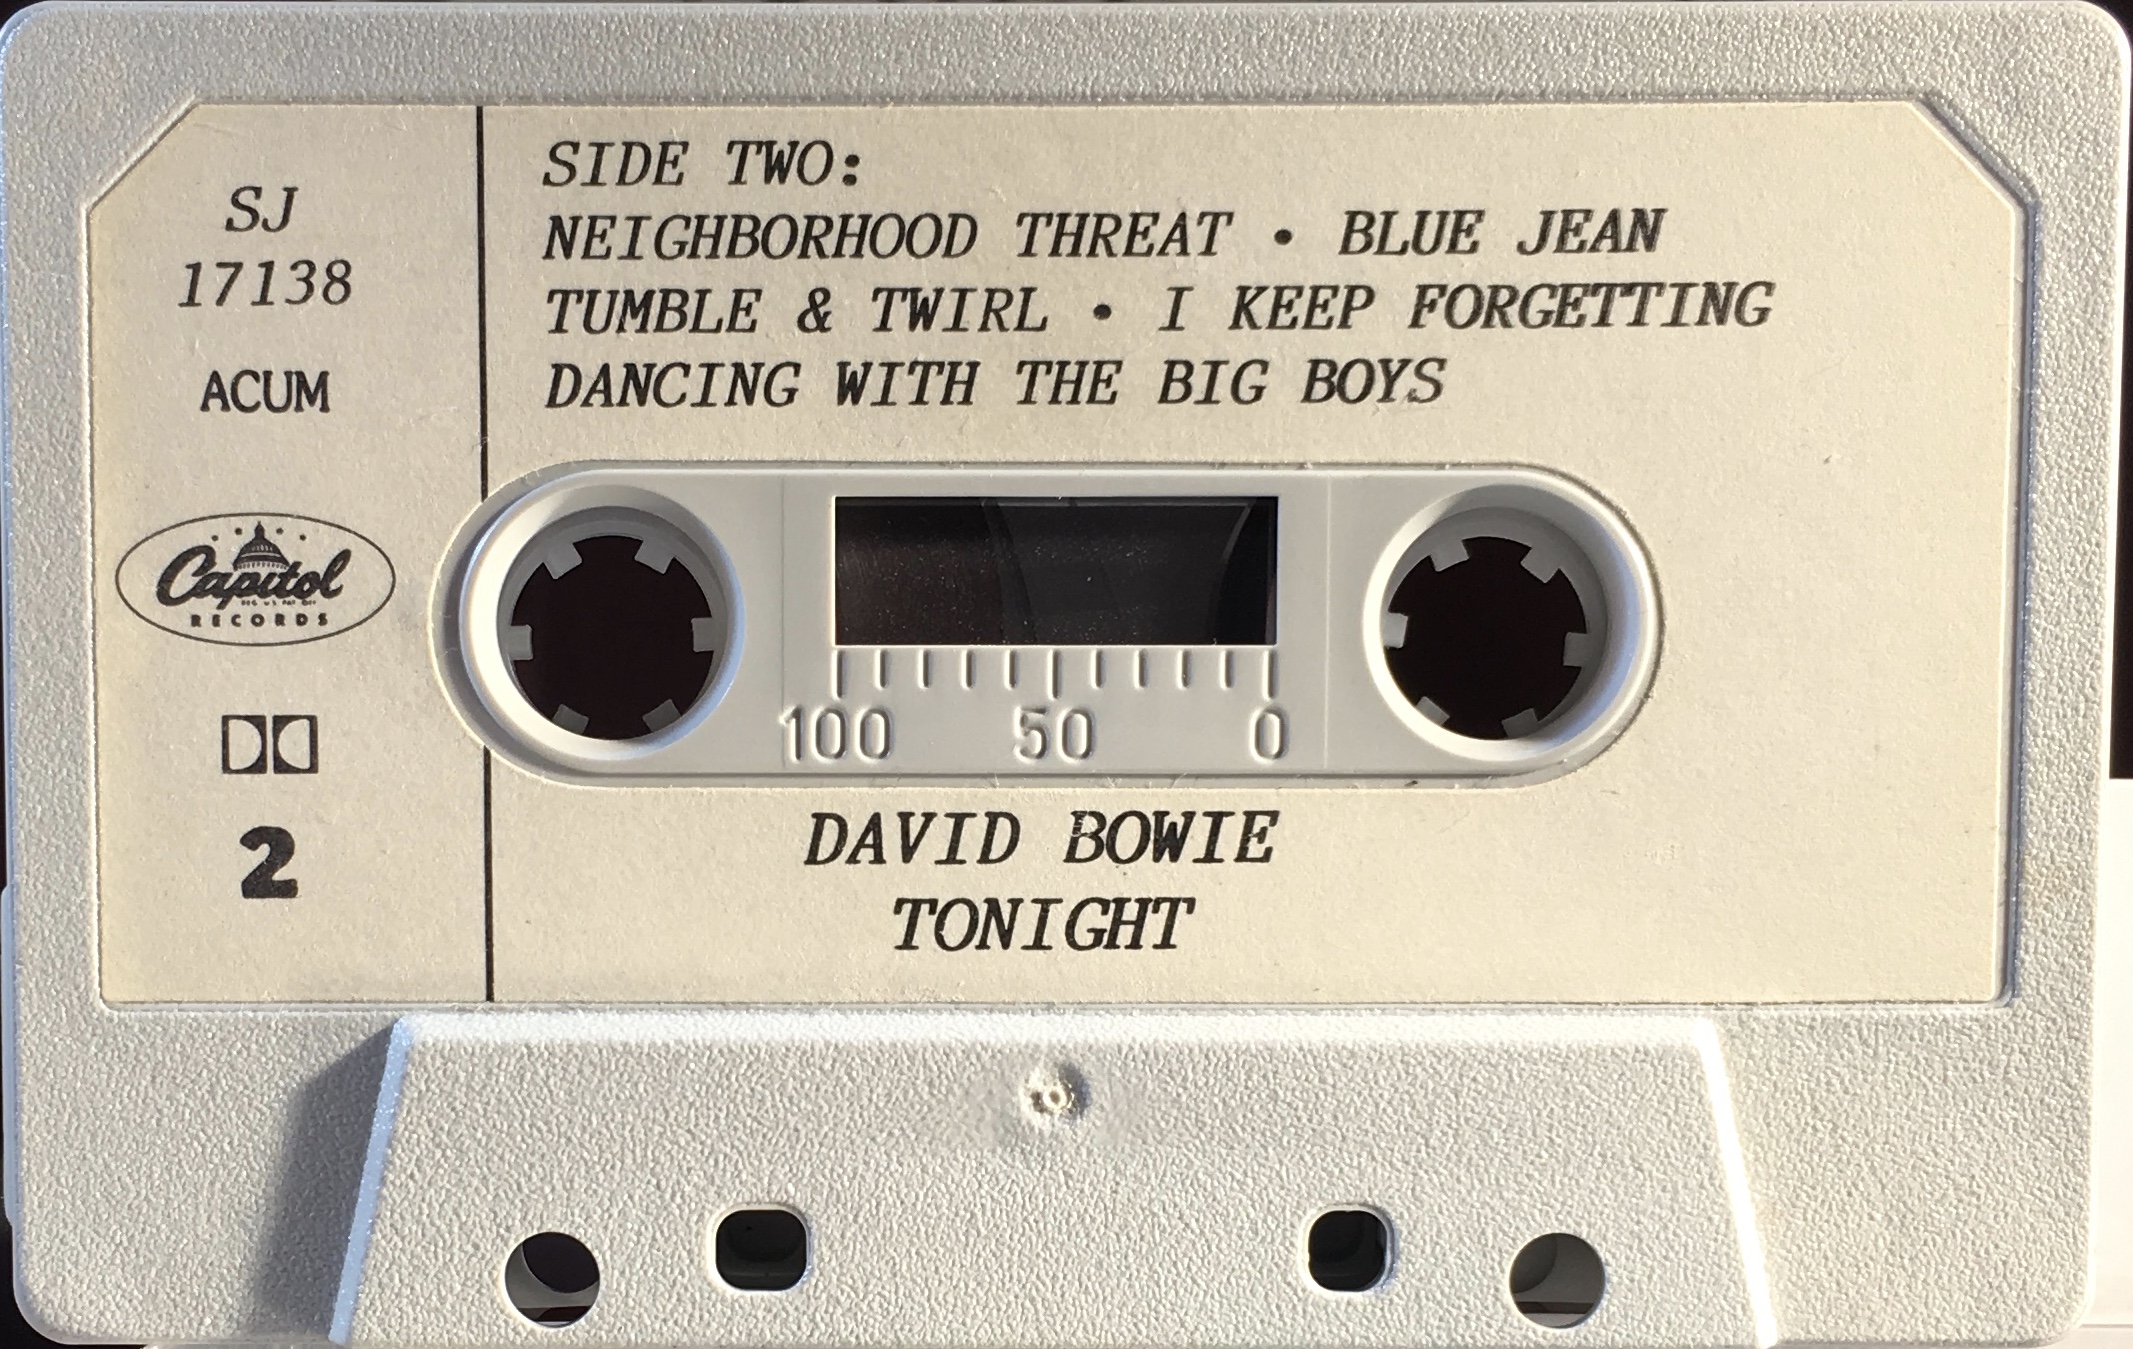 SJ
17138
ACUM
Capitol
RECORDS
2
SIDE TWO:
NEIGHBORHOOD THREAT • BLUE JEAN
TUMBLE & TWIRL • I KEEP FORGETTING
DANCING WITH THE BIG BOYS
100 50 0
DAVID BOWIE
TONIGHT